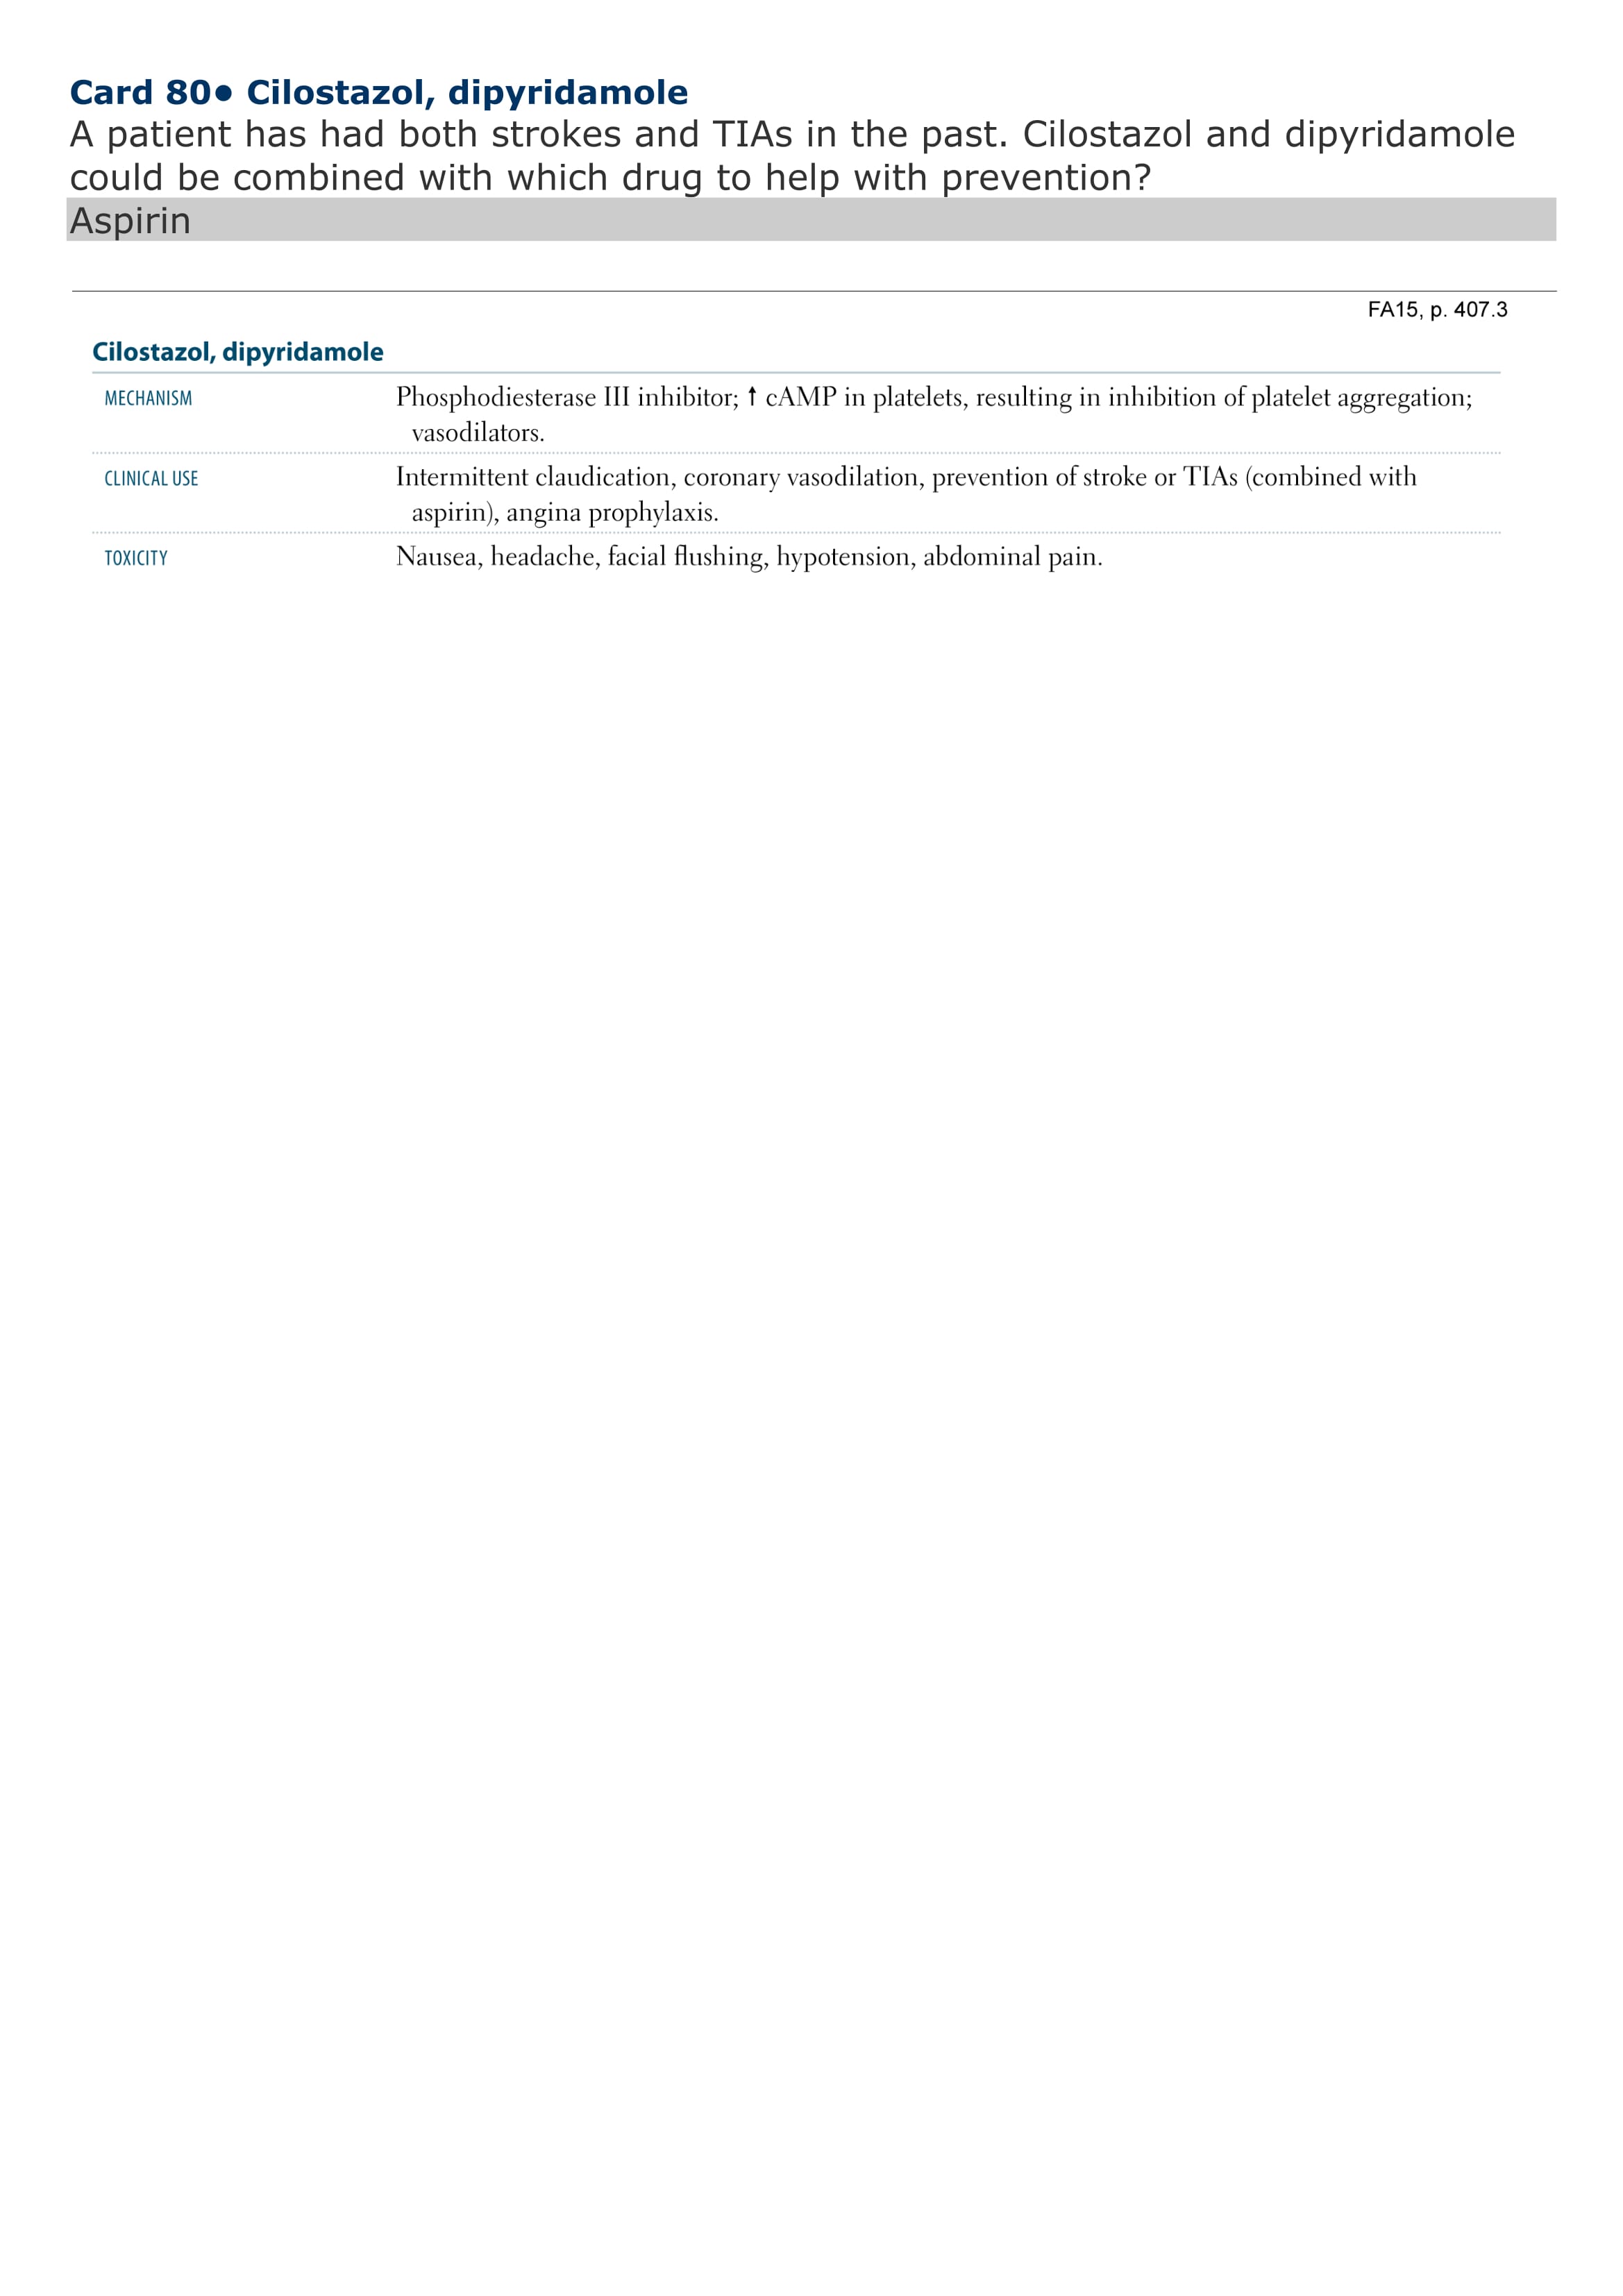 Card 80● Cilostazol, dipyridamole
A patient has had both strokes and TIAs in the past. Cilostazol and dipyridamole
could be combined with which drug to help with prevention?
Aspirin
FA15, p. 407.3
Cilostazol, dipyridamole
MECHANISM Phosphodiesterase III inhibitor; ↑ cAMP in platelets, resulting in inhibition of platelet aggregation;
vasodilators.
CLINICAL USE Intermittent claudication, coronary vasodilation, prevention of stroke or TIAs (combined with
aspirin), angina prophylaxis.
TOXICITY Nausea, headache, facial flushing, hypotension, abdominal pain.